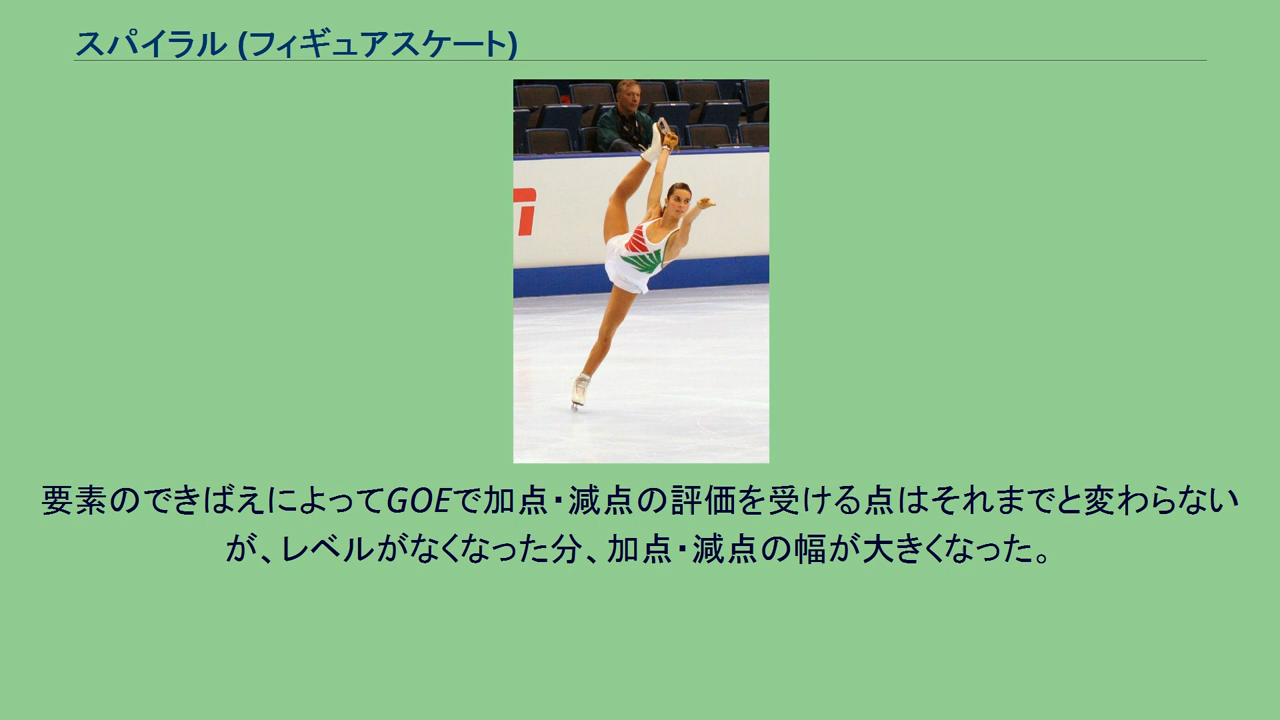 スパイラル (フィギュアスケート)
要素のできばえによってGOEで加点・減点の評価を受ける点はそれまでと変わらない
が、レベルがなくなった分、加点・減点の幅が大きくなった。